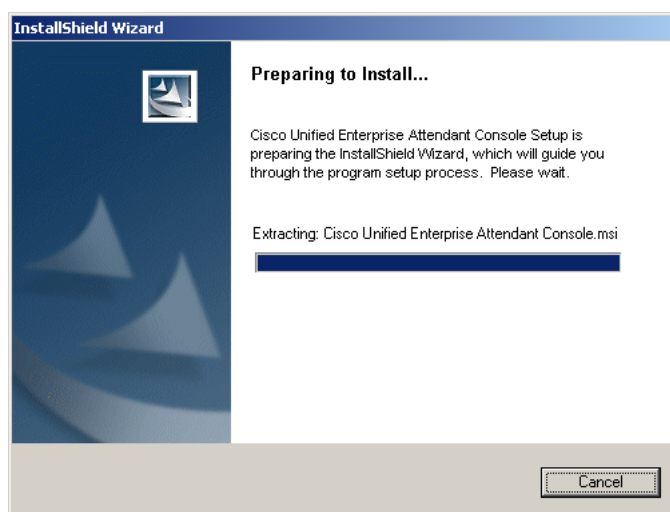 InstallShield Wizard
Preparing to Install...
Cisco Unified Enterprise Attendant Console Setup is
preparing the InstallShield Wizard, which will guide you
through the program setup process.  Please wait.
Extracting: Cisco Unified Enterprise Attendant Console.msi
Cancel